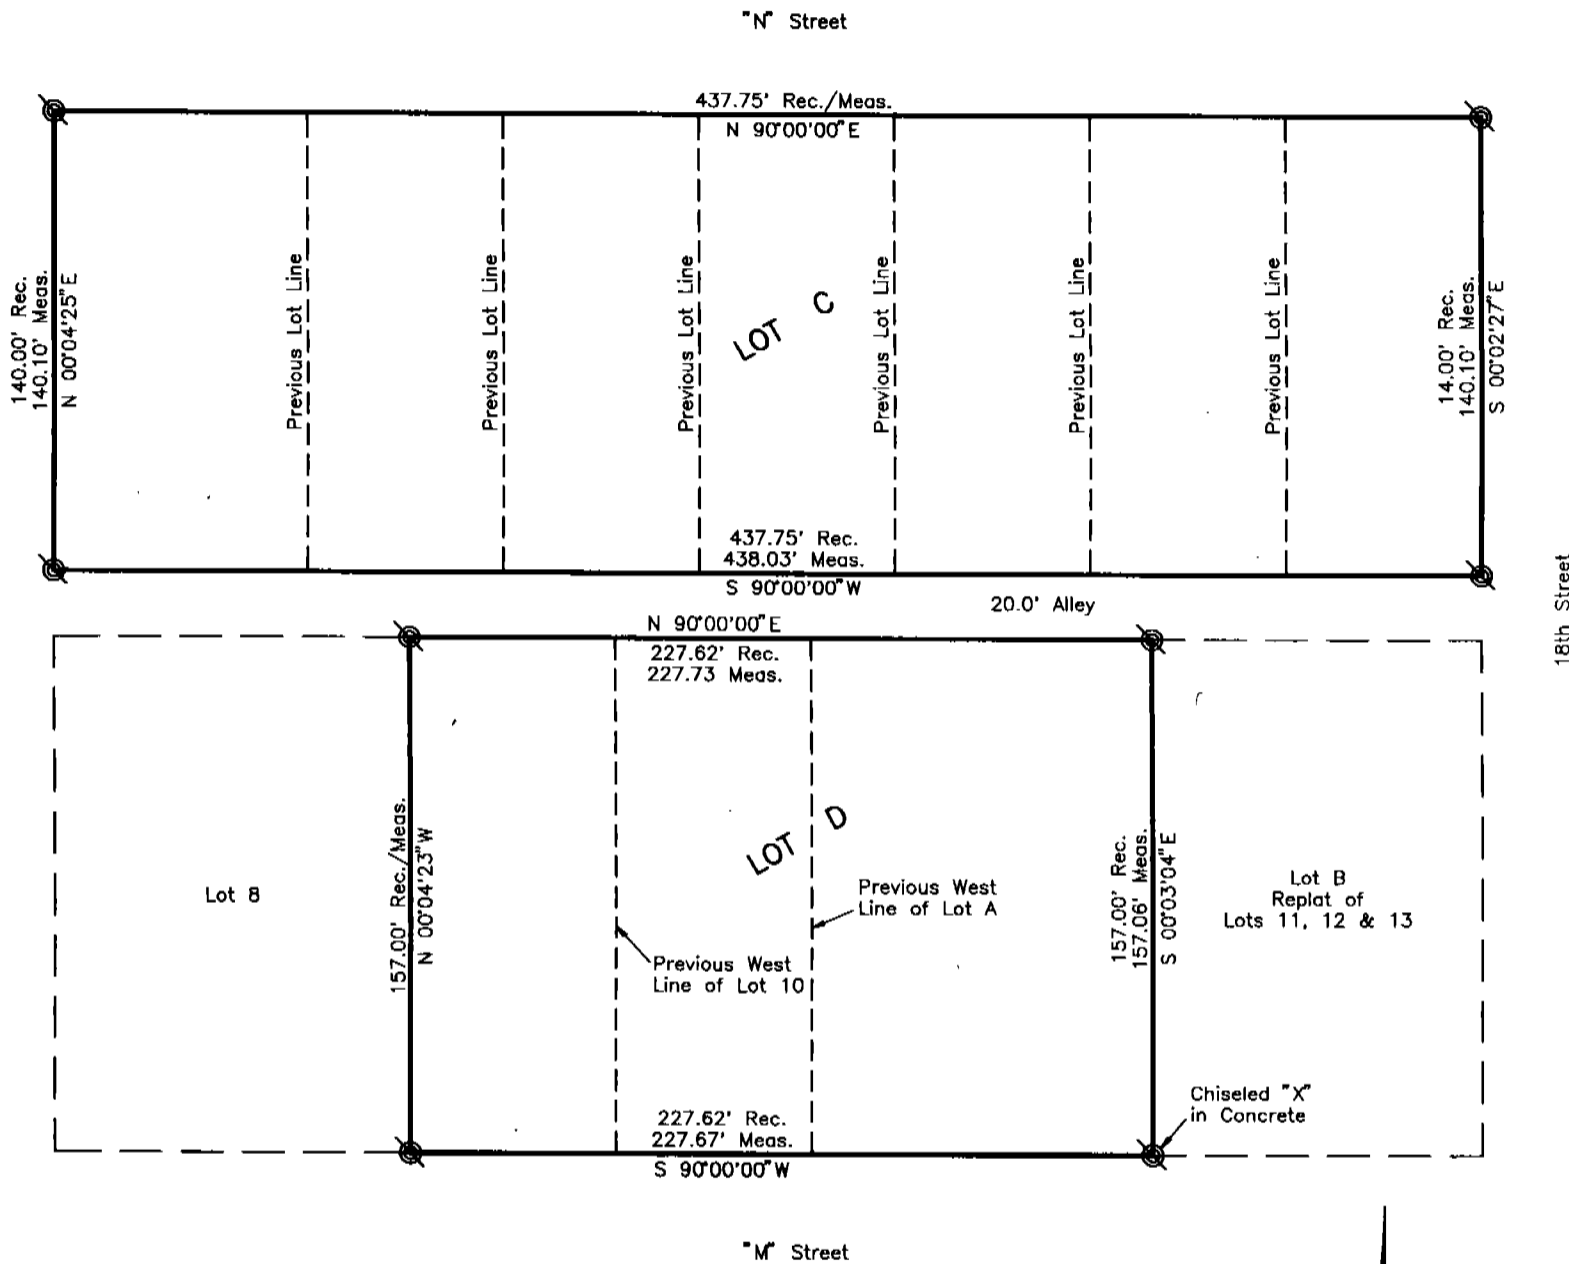 "N" Street
437.75' Rec./Meas.
N 90°00'00" E
140.00' Rec.
140.10' Meas.
N 00°04'25" E
Previous Lot Line
Previous Lot Line
Previous Lot Line
LOT C
Previous Lot Line
Previous Lot Line
Previous Lot Line
14.00' Rec.
140.10' Meas.
S 00°02'27" E
437.75' Rec.
438.03' Meas.
S 90°00'00" W
20.0' Alley
18th Street
N 90°00'00" E
227.62' Rec.
227.73 Meas.
Lot 8
157.00' Rec./Meas.
N 00°04'23" W
LOT D
Previous West
Line of Lot A
Previous West
Line of Lot 10
157.00' Rec.
157.06' Meas.
S 00°03'04" E
Lot B
Replat of
Lots 11, 12 & 13
Chiseled "X"
in Concrete
227.62' Rec.
227.67' Meas.
S 90°00'00" W
"M" Street